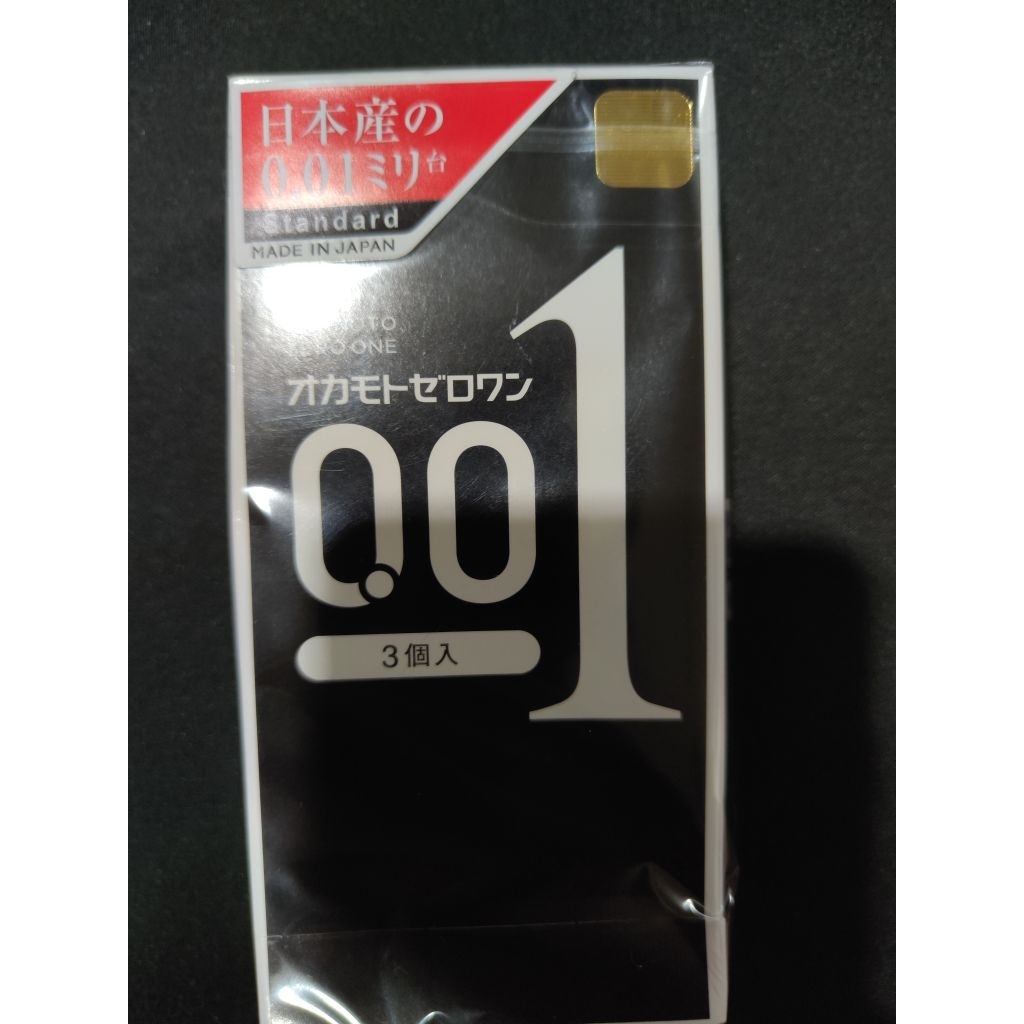 日本産の
0.01ミリ台
Standard
MADE IN JAPAN
オカモトゼロワン
0.001
3個入